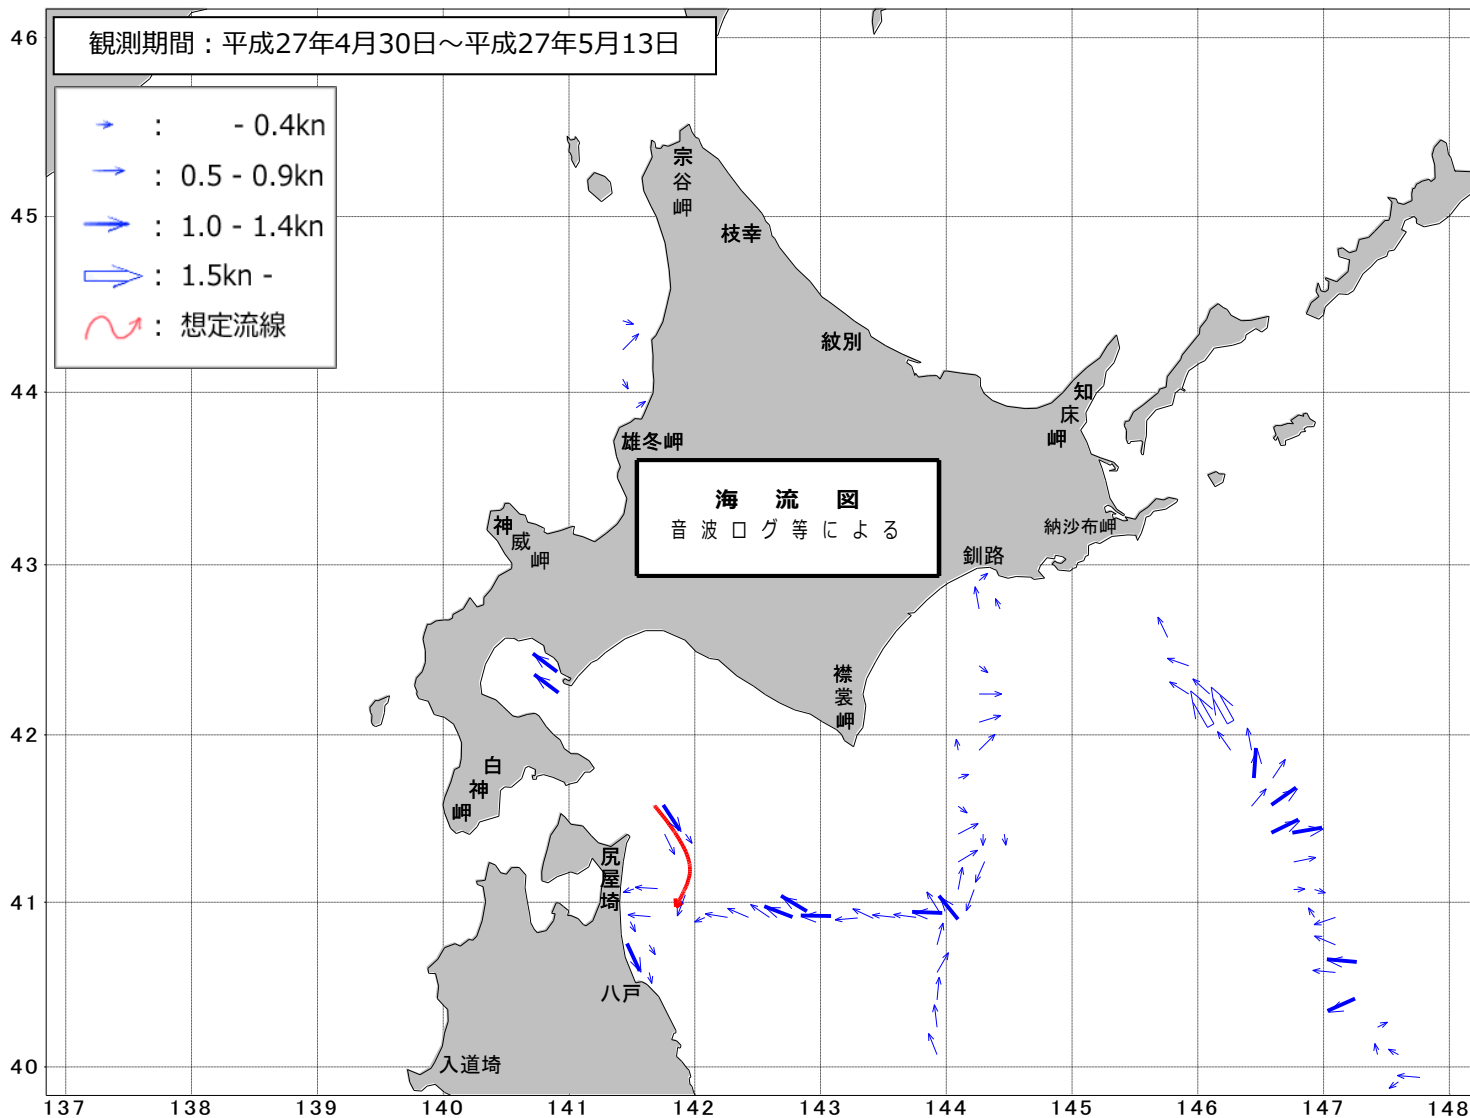 観測期間：平成27年4月30日～平成27年5月13日
： - 0.4kn
： 0.5 - 0.9kn
： 1.0 - 1.4kn
： 1.5kn -
： 想定流線
46
45
44
43
42
41
40
宗谷岬
枝幸
紋別
知床岬
雄冬岬
海流図
音波ログ等による
納沙布岬
釧路
神威岬
襟裳岬
白神岬
尻屋埼
八戸
入道埼
137 138 139 140 141 142 143 144 145 146 147 148